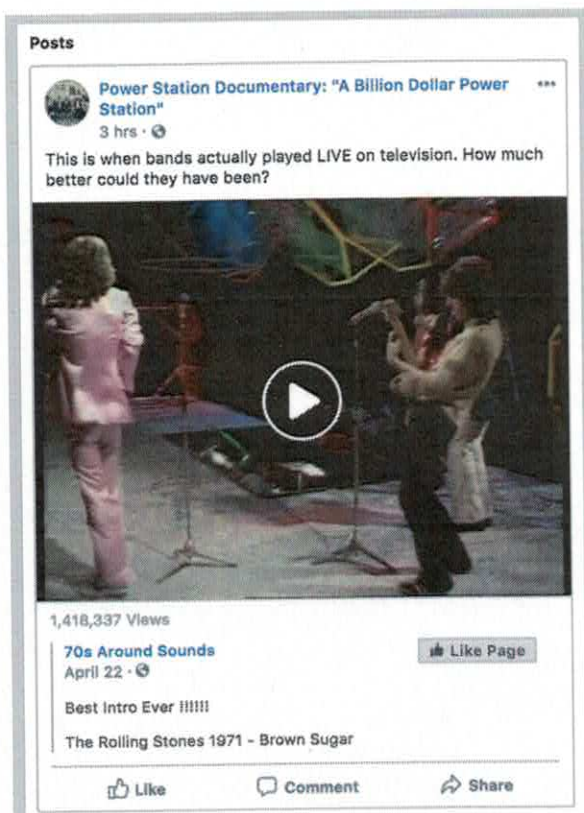 Posts
Power Station Documentary: "A Billion Dollar Power
Station"
3 hrs ·
This is when bands actually played LIVE on television. How much
better could they have been?
1,418,337 Views
70s Around Sounds
April 22 ·
Like Page
Best Intro Ever !!!!!!
The Rolling Stones 1971 - Brown Sugar
Like Comment Share